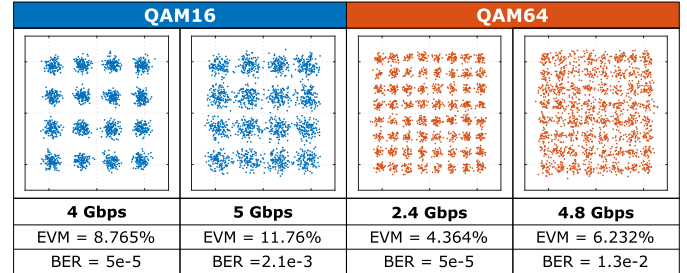 QAM16 QAM64
4 Gbps 5 Gbps 2.4 Gbps 4.8 Gbps
EVM = 8.765% EVM = 11.76% EVM = 4.364% EVM = 6.232%
BER = 5e-5 BER =2.1e-3 BER = 5e-5 BER = 1.3e-2